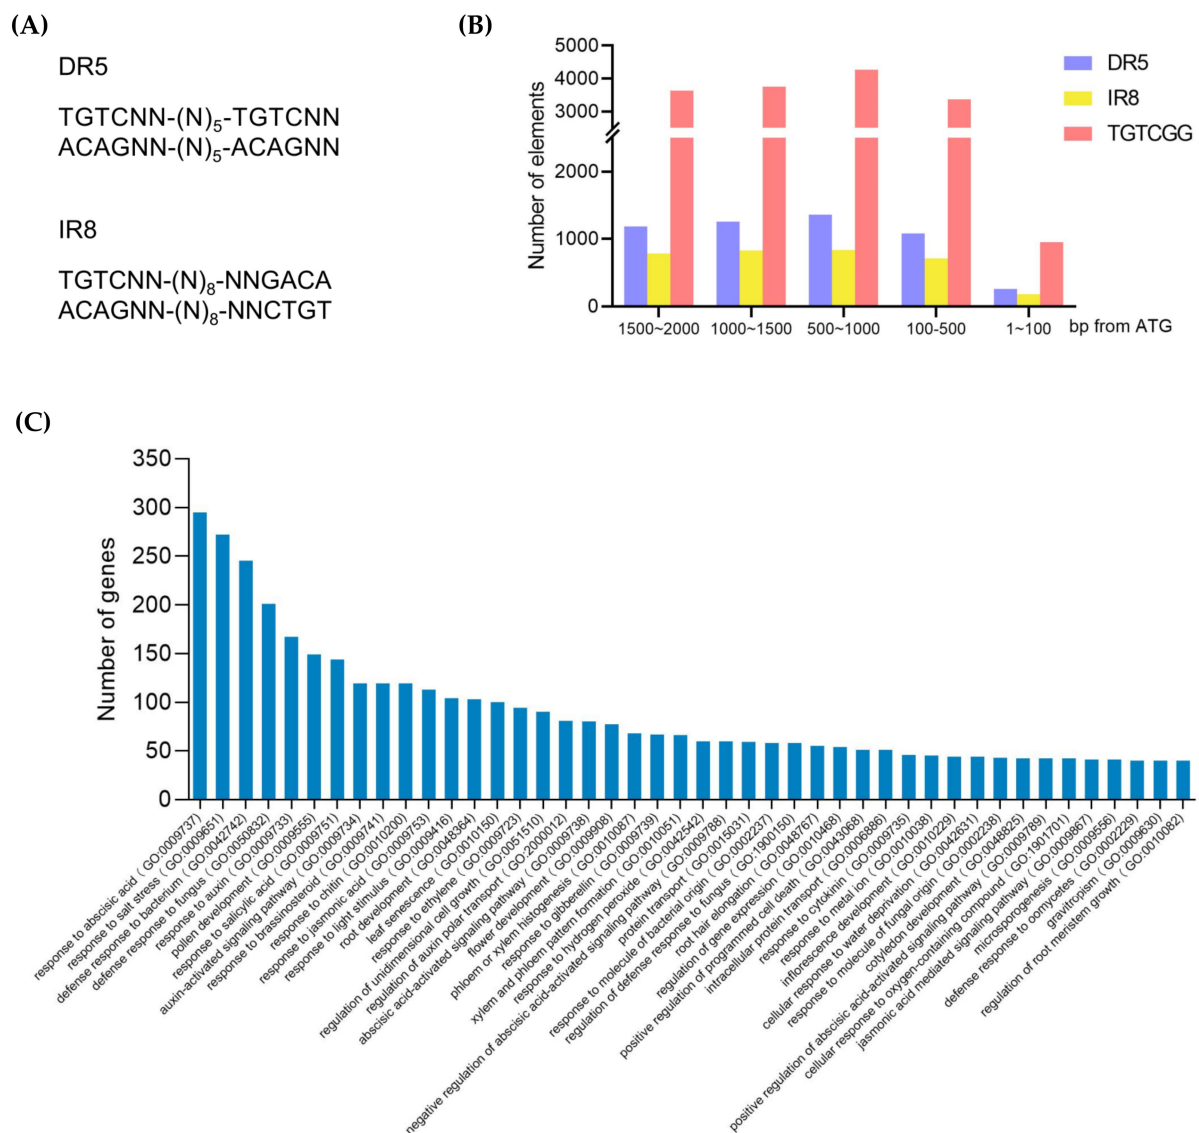 (A)
DR5
TGTCNN-(N)5-TGTCNN
ACAGNN-(N)5-ACAGNN
IR8
TGTCNN-(N)8-NNGACA
ACAGNN-(N)8-NNCTGT
(B)
Number of elements
5000
4000
3000
2000
1000
0
1500~2000
1000~1500
500~1000
100-500
1~100
bp from ATG
DR5
IR8
TGTCGG
(C)
Number of genes
350
300
250
200
150
100
50
0
response to abscisic acid ( GO:0009737)
response to salt stress ( GO:0009651)
defense response to bacterium ( GO:0042742)
defense response to fungus ( GO:0050832)
response to auxin ( GO:0009733)
pollen development ( GO:0009555)
response to salicylic acid ( GO:0009751)
auxin-activated signaling pathway ( GO:0009734)
response to brassinosteroid ( GO:0009741)
response to chitin ( GO:0010200)
response to jasmonic acid ( GO:0009753)
response to light stimulus ( GO:0009416)
root development ( GO:0048364)
leaf senescence ( GO:0010150)
response to ethylene ( GO:0009723)
regulation of unidimensional cell growth ( GO:0051510)
regulation of auxin polar transport ( GO:2000012)
abscisic acid-activated signaling pathway ( GO:0009738)
flower development ( GO:0009908)
phloem or xylem histogenesis ( GO:0010087)
response to gibberellin ( GO:0009739)
xylem and phloem pattern formation ( GO:0010051)
response to hydrogen peroxide ( GO:0042542)
negative regulation of abscisic acid-activated signaling pathway ( GO:0009788)
protein transport ( GO:0015031)
response to molecule of bacterial origin ( GO:0002237)
regulation of defense response to fungus ( GO:1900150)
root hair elongation ( GO:0048767)
regulation of gene expression ( GO:0010468)
positive regulation of programmed cell death ( GO:0043068)
intracellular protein transport ( GO:0006886)
response to cytokinin ( GO:0009735)
response to metal ion ( GO:0010038)
inflorescence development ( GO:0010229)
cellular response to water deprivation ( GO:0042631)
response to molecule of fungal origin ( GO:0002238)
cotyledon development ( GO:0048825)
positive regulation of abscisic acid-activated signaling pathway ( GO:0009789)
cellular response to oxygen-containing compound ( GO:1901701)
jasmonic acid mediated signaling pathway ( GO:0009867)
microsporogenesis ( GO:0009556)
defense response to oomycetes ( GO:0002229)
gravitropism ( GO:0009630)
regulation of root meristem growth ( GO:0010082)